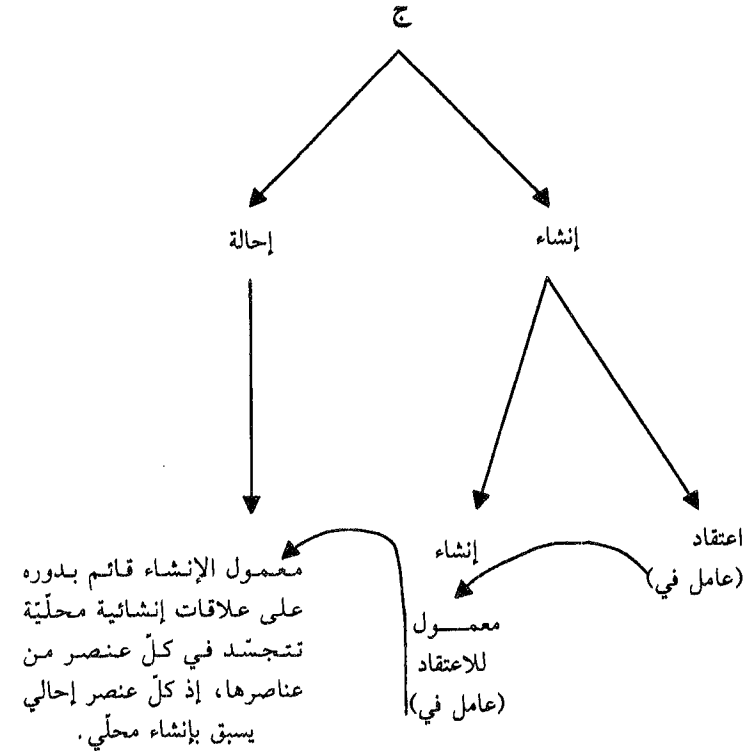 ج
إنشاء
إحالة
اعتقاد
(عامل في)
إنشاء
معمــــول
للاعتقاد
(عامل في)
معمول الإنشاء قائم بدوره
على علاقات إنشائية محلّيّة
تتجسّد في كلّ عنصر من
عناصرها، إذ كلّ عنصر إحالي
يسبق بإنشاء محلّي.